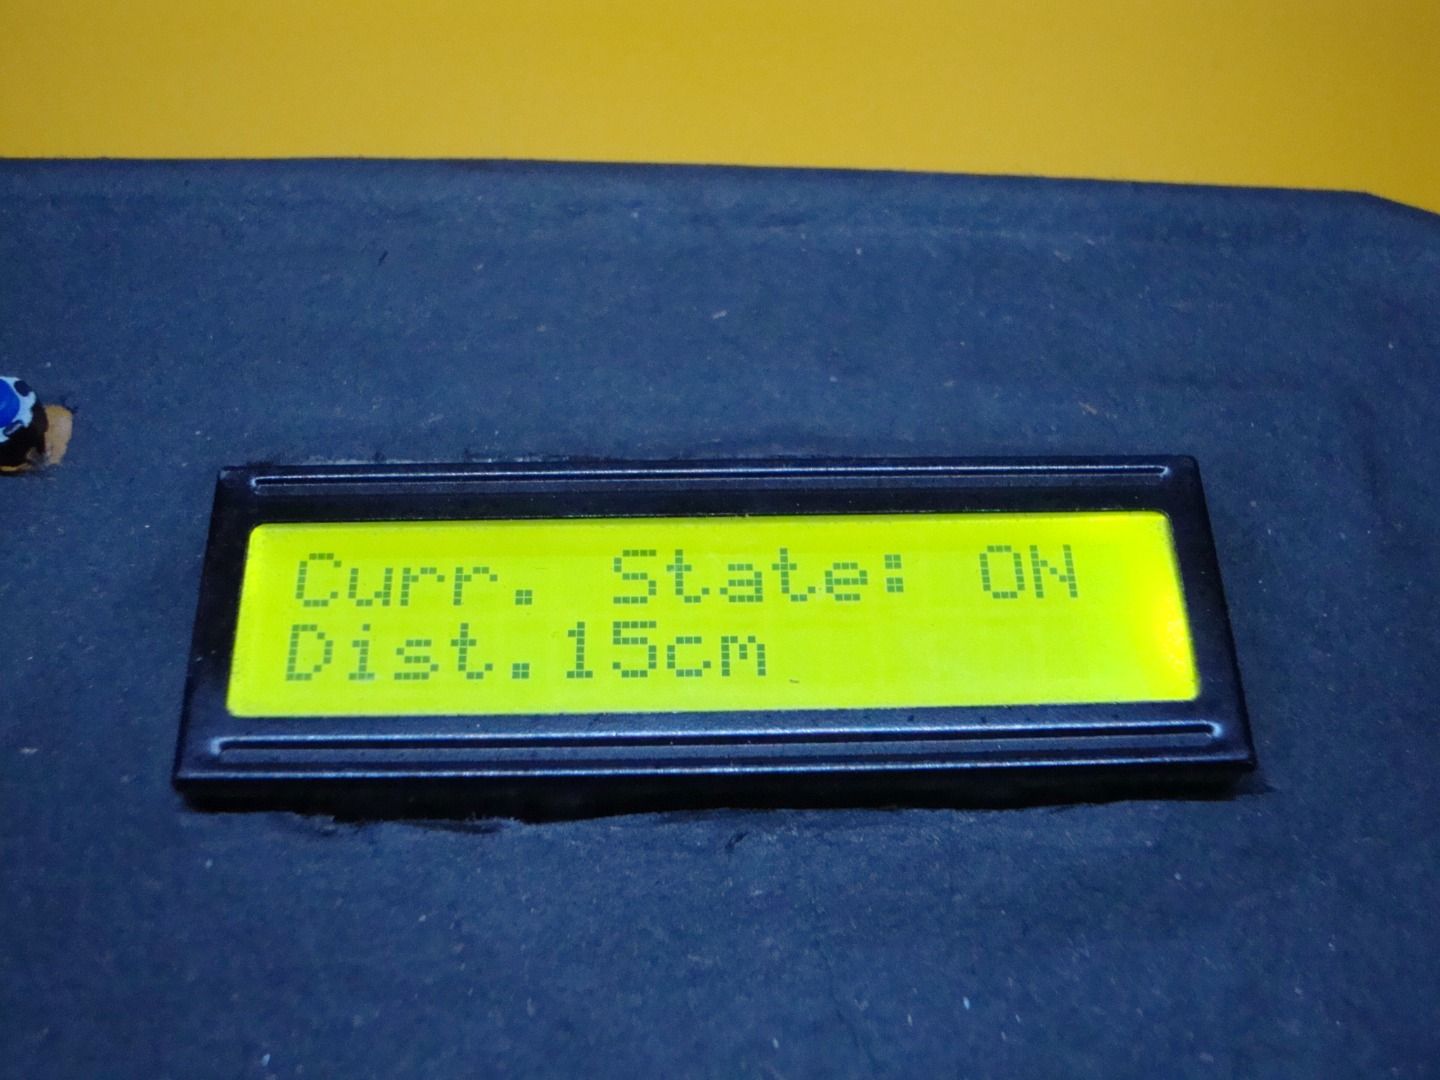 Curr. State: ON
Dist.15cm